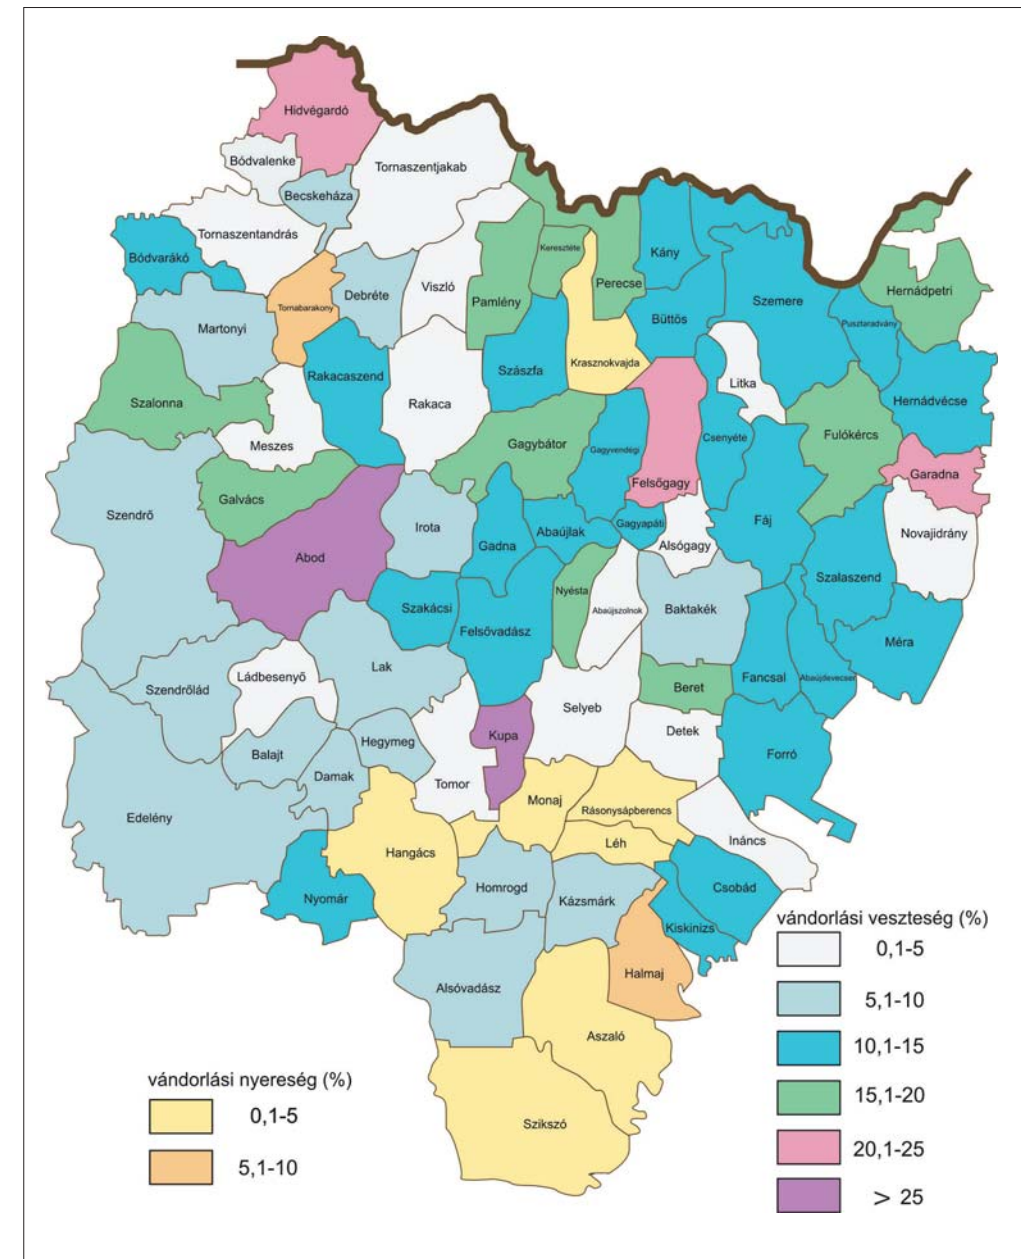 Hidvégardó
Bódvalenke
Tornaszentjakab
Becskeháza
Tornaszentandrás
Bódvarákó
Keresztéte
Kány
Debréte
Viszló
Perecse
Hernádpetri
Pamlény
Szemere
Tornabarakony
Martonyi
Büttös
Pusztaradvány
Krasznokvajda
Szászfa
Rakacaszend
Litka
Szalonna
Rakaca
Hernádvécse
Meszes
Gagybátor
Gagyvendégi
Csenyéte
Fulókércs
Garadna
Felsőgagy
Galvács
Szendrő
Irota
Abaújlak
Gagyapáti
Fáj
Novajidrány
Gadna
Alsógagy
Abod
Szalaszend
Nyésta
Szakácsi
Abaújszolnok
Baktakék
Felsővadász
Méra
Lak
Ládbesenyő
Fancsal
Abaújdevecser
Szendrőlád
Beret
Selyeb
Detek
Kupa
Hegymeg
Balajt
Forró
Damak
Tomor
Monaj
Rásonysápberencs
Edelény
Léh
Ináncs
Hangács
Homrogd
Csobád
Nyomár
Kázsmárk
Kiskinizs
Halmaj
Alsóvadász
Aszaló
Szikszó
vándorlási veszteség (%)
0,1-5
5,1-10
10,1-15
15,1-20
20,1-25
> 25
vándorlási nyereség (%)
0,1-5
5,1-10